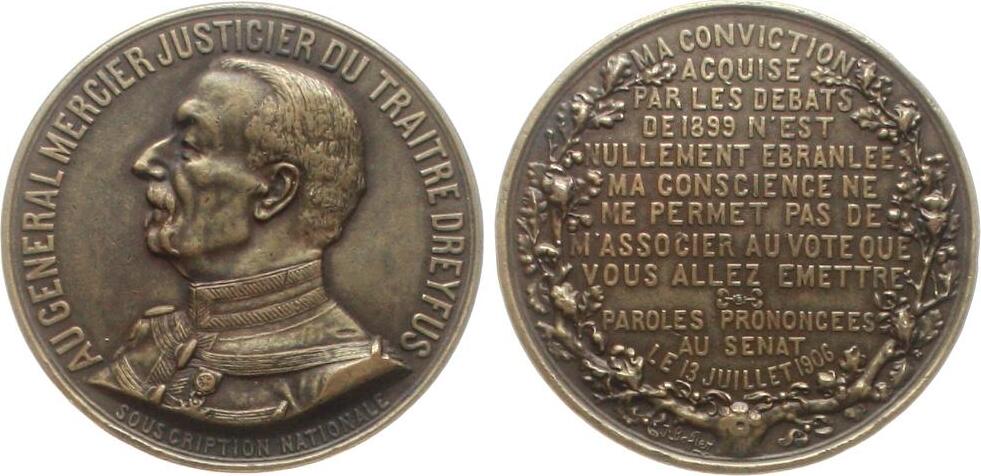 AU GENERAL MERCIER JUSTICIER DU TRAITRE DREYFUS
SOUSCRIPTION NATIONALE
MA CONVICTION
ACQUISE
PAR LES DEBATS
DE 1899 N'EST
NULLEMENT EBRANLEE
MA CONSCIENCE NE
ME PERMET PAS DE
M'ASSOCIER AU VOTE QUE
VOUS ALLEZ EMETTRE
PAROLES PRONONCEES
AU SENAT
LE 13 JUILLET 1906